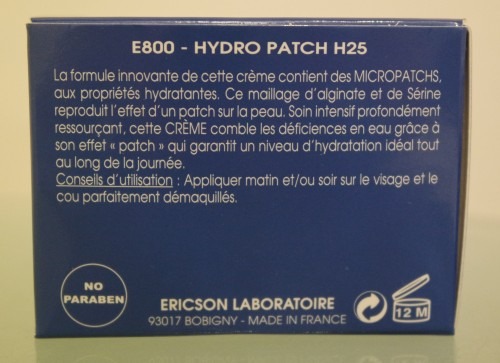 E800 - HYDRO PATCH H25
La formule innovante de cette crème contient des MICROPATCHS,
aux propriétés hydratantes. Ce maillage d'alginate et de Sérine
reproduit l'effet d'un patch sur la peau. Soin intensif profondément
ressourçant, cette CRÈME comble les déficiences en eau grâce à
son effet « patch » qui garantit un niveau d'hydratation idéal tout
au long de la journée.
Conseils d'utilisation : Appliquer matin et/ou soir sur le visage et le
cou parfaitement démaquillés.
NO
PARABEN
ERICSON LABORATOIRE
93017 BOBIGNY - MADE IN FRANCE
12 M